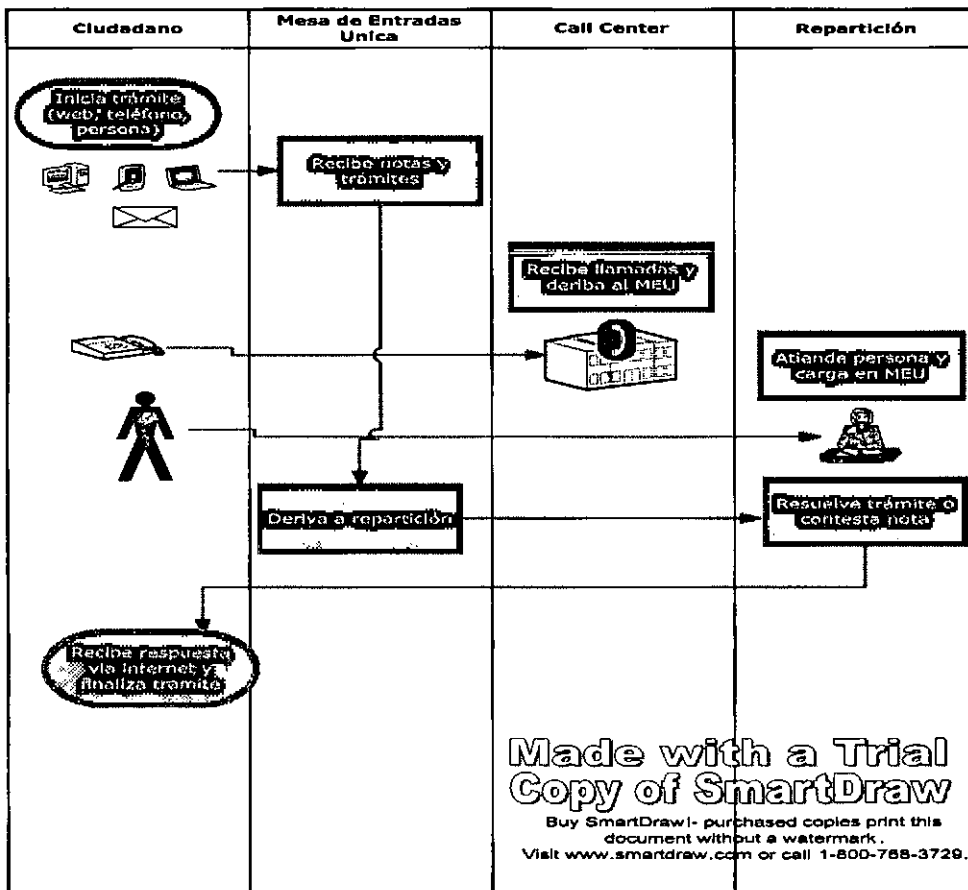 Ciudadano
Mesa de Entradas
Unica
Call Center
Repartición
Inicia trámite
(web, teléfono,
persona)
Recibe notas y
trámites
Recibe llamadas y
deriba al MEU
Atiende persona y
carga en MEU
Deriva a repartición
Resuelve trámite o
contesta nota
Recibe respuesta
via internet y
finaliza tramite
Made with a Trial
Copy of SmartDraw
Buy SmartDraw!- purchased copies print this
document without a watermark.
Visit www.smartdraw.com or call 1-800-768-3729.